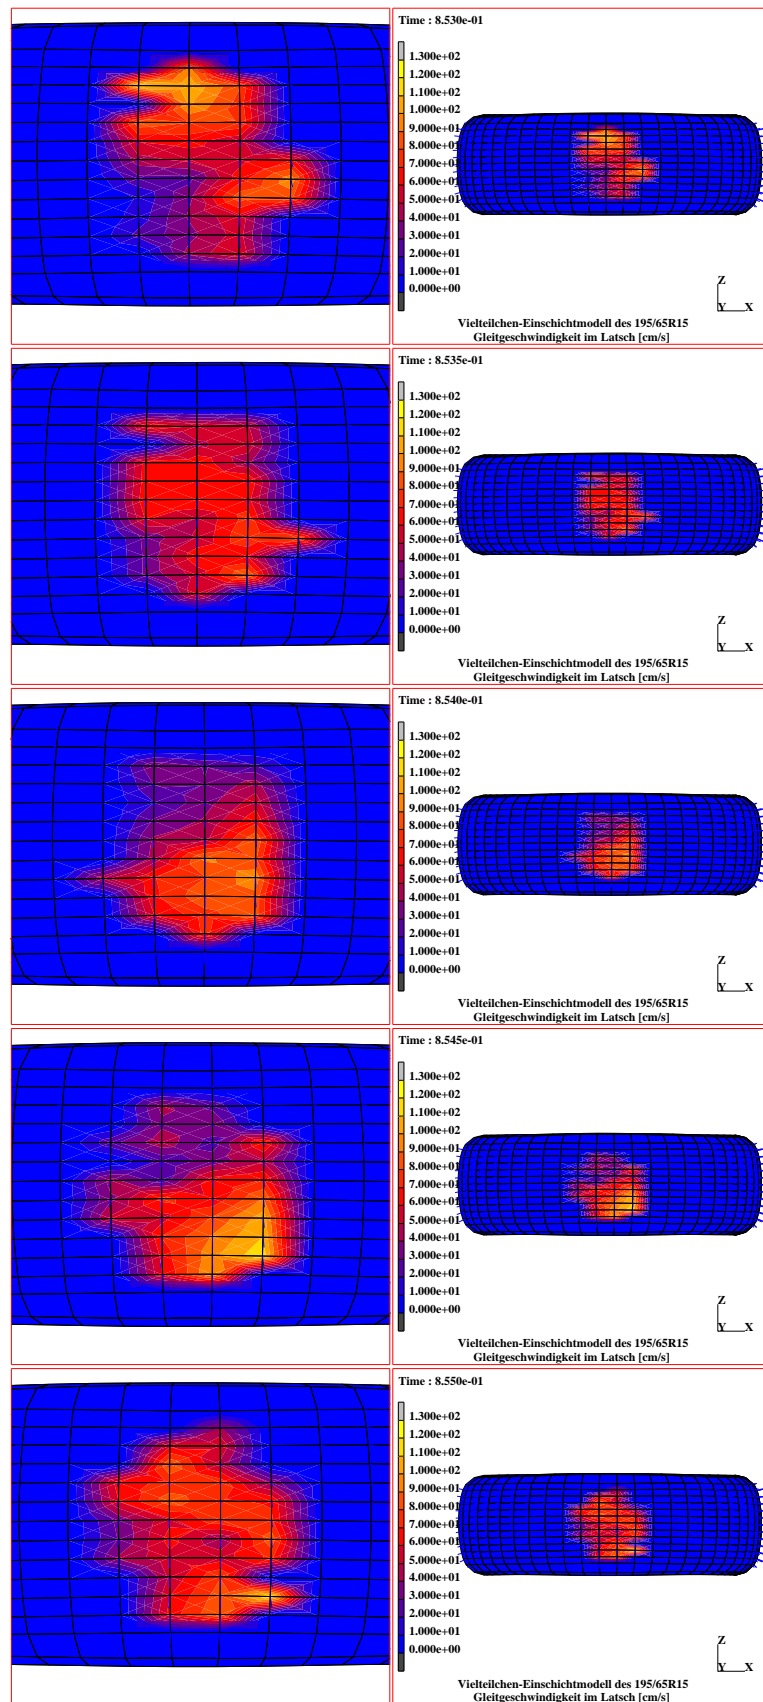 Time : 8.530e-01
1.300e+02
1.200e+02
1.100e+02
1.000e+02
9.000e+01
8.000e+01
7.000e+01
6.000e+01
5.000e+01
4.000e+01
3.000e+01
2.000e+01
1.000e+01
0.000e+00
Z
Y X
Vielteilchen-Einschichtmodell des 195/65R15
Gleitgeschwindigkeit im Latsch [cm/s]
Time : 8.535e-01
1.300e+02
1.200e+02
1.100e+02
1.000e+02
9.000e+01
8.000e+01
7.000e+01
6.000e+01
5.000e+01
4.000e+01
3.000e+01
2.000e+01
1.000e+01
0.000e+00
Z
Y X
Vielteilchen-Einschichtmodell des 195/65R15
Gleitgeschwindigkeit im Latsch [cm/s]
Time : 8.540e-01
1.300e+02
1.200e+02
1.100e+02
1.000e+02
9.000e+01
8.000e+01
7.000e+01
6.000e+01
5.000e+01
4.000e+01
3.000e+01
2.000e+01
1.000e+01
0.000e+00
Z
Y X
Vielteilchen-Einschichtmodell des 195/65R15
Gleitgeschwindigkeit im Latsch [cm/s]
Time : 8.545e-01
1.300e+02
1.200e+02
1.100e+02
1.000e+02
9.000e+01
8.000e+01
7.000e+01
6.000e+01
5.000e+01
4.000e+01
3.000e+01
2.000e+01
1.000e+01
0.000e+00
Z
Y X
Vielteilchen-Einschichtmodell des 195/65R15
Gleitgeschwindigkeit im Latsch [cm/s]
Time : 8.550e-01
1.300e+02
1.200e+02
1.100e+02
1.000e+02
9.000e+01
8.000e+01
7.000e+01
6.000e+01
5.000e+01
4.000e+01
3.000e+01
2.000e+01
1.000e+01
0.000e+00
Z
Y X
Vielteilchen-Einschichtmodell des 195/65R15
Gleitgeschwindigkeit im Latsch [cm/s]